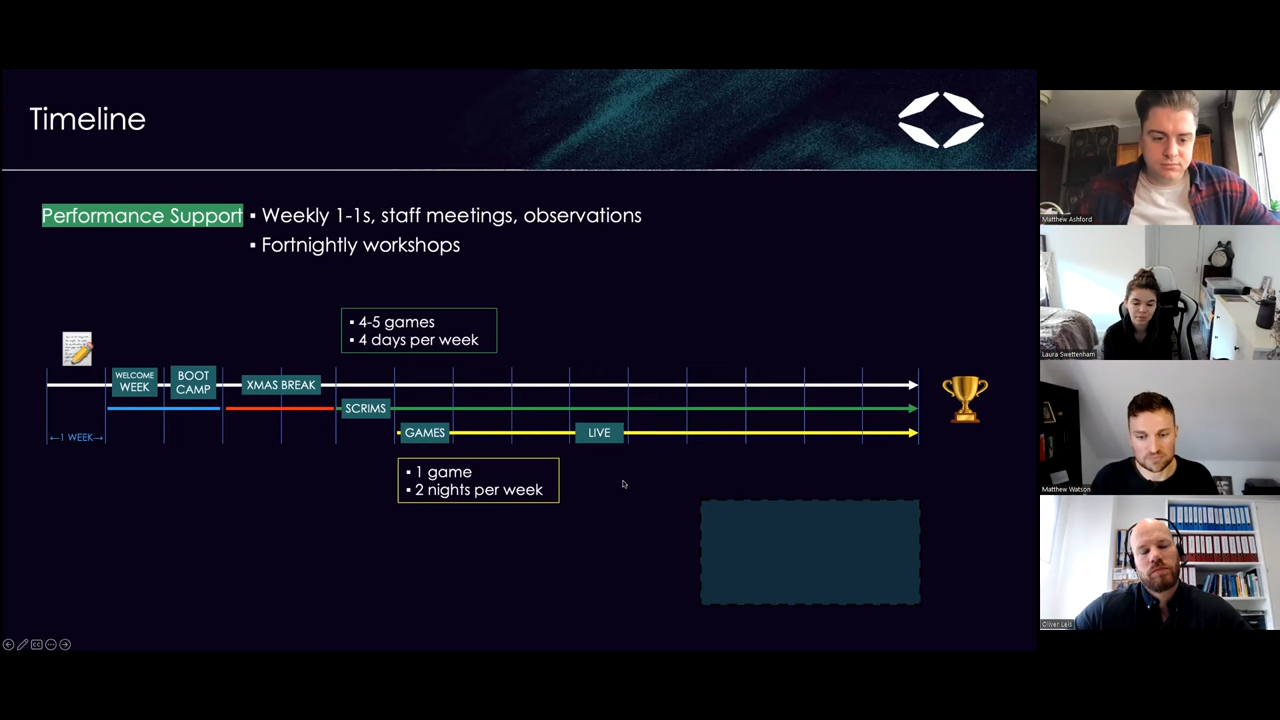 Timeline
Performance Support
▪ Weekly 1-1s, staff meetings, observations
▪ Fortnightly workshops
▪ 4-5 games
▪ 4 days per week
WELCOME
WEEK
BOOT
CAMP
XMAS BREAK
SCRIMS
←1 WEEK→
GAMES
LIVE
▪ 1 game
▪ 2 nights per week
Matthew Ashford
Laura Swettenham
Matthew Watson
Oliver Leis